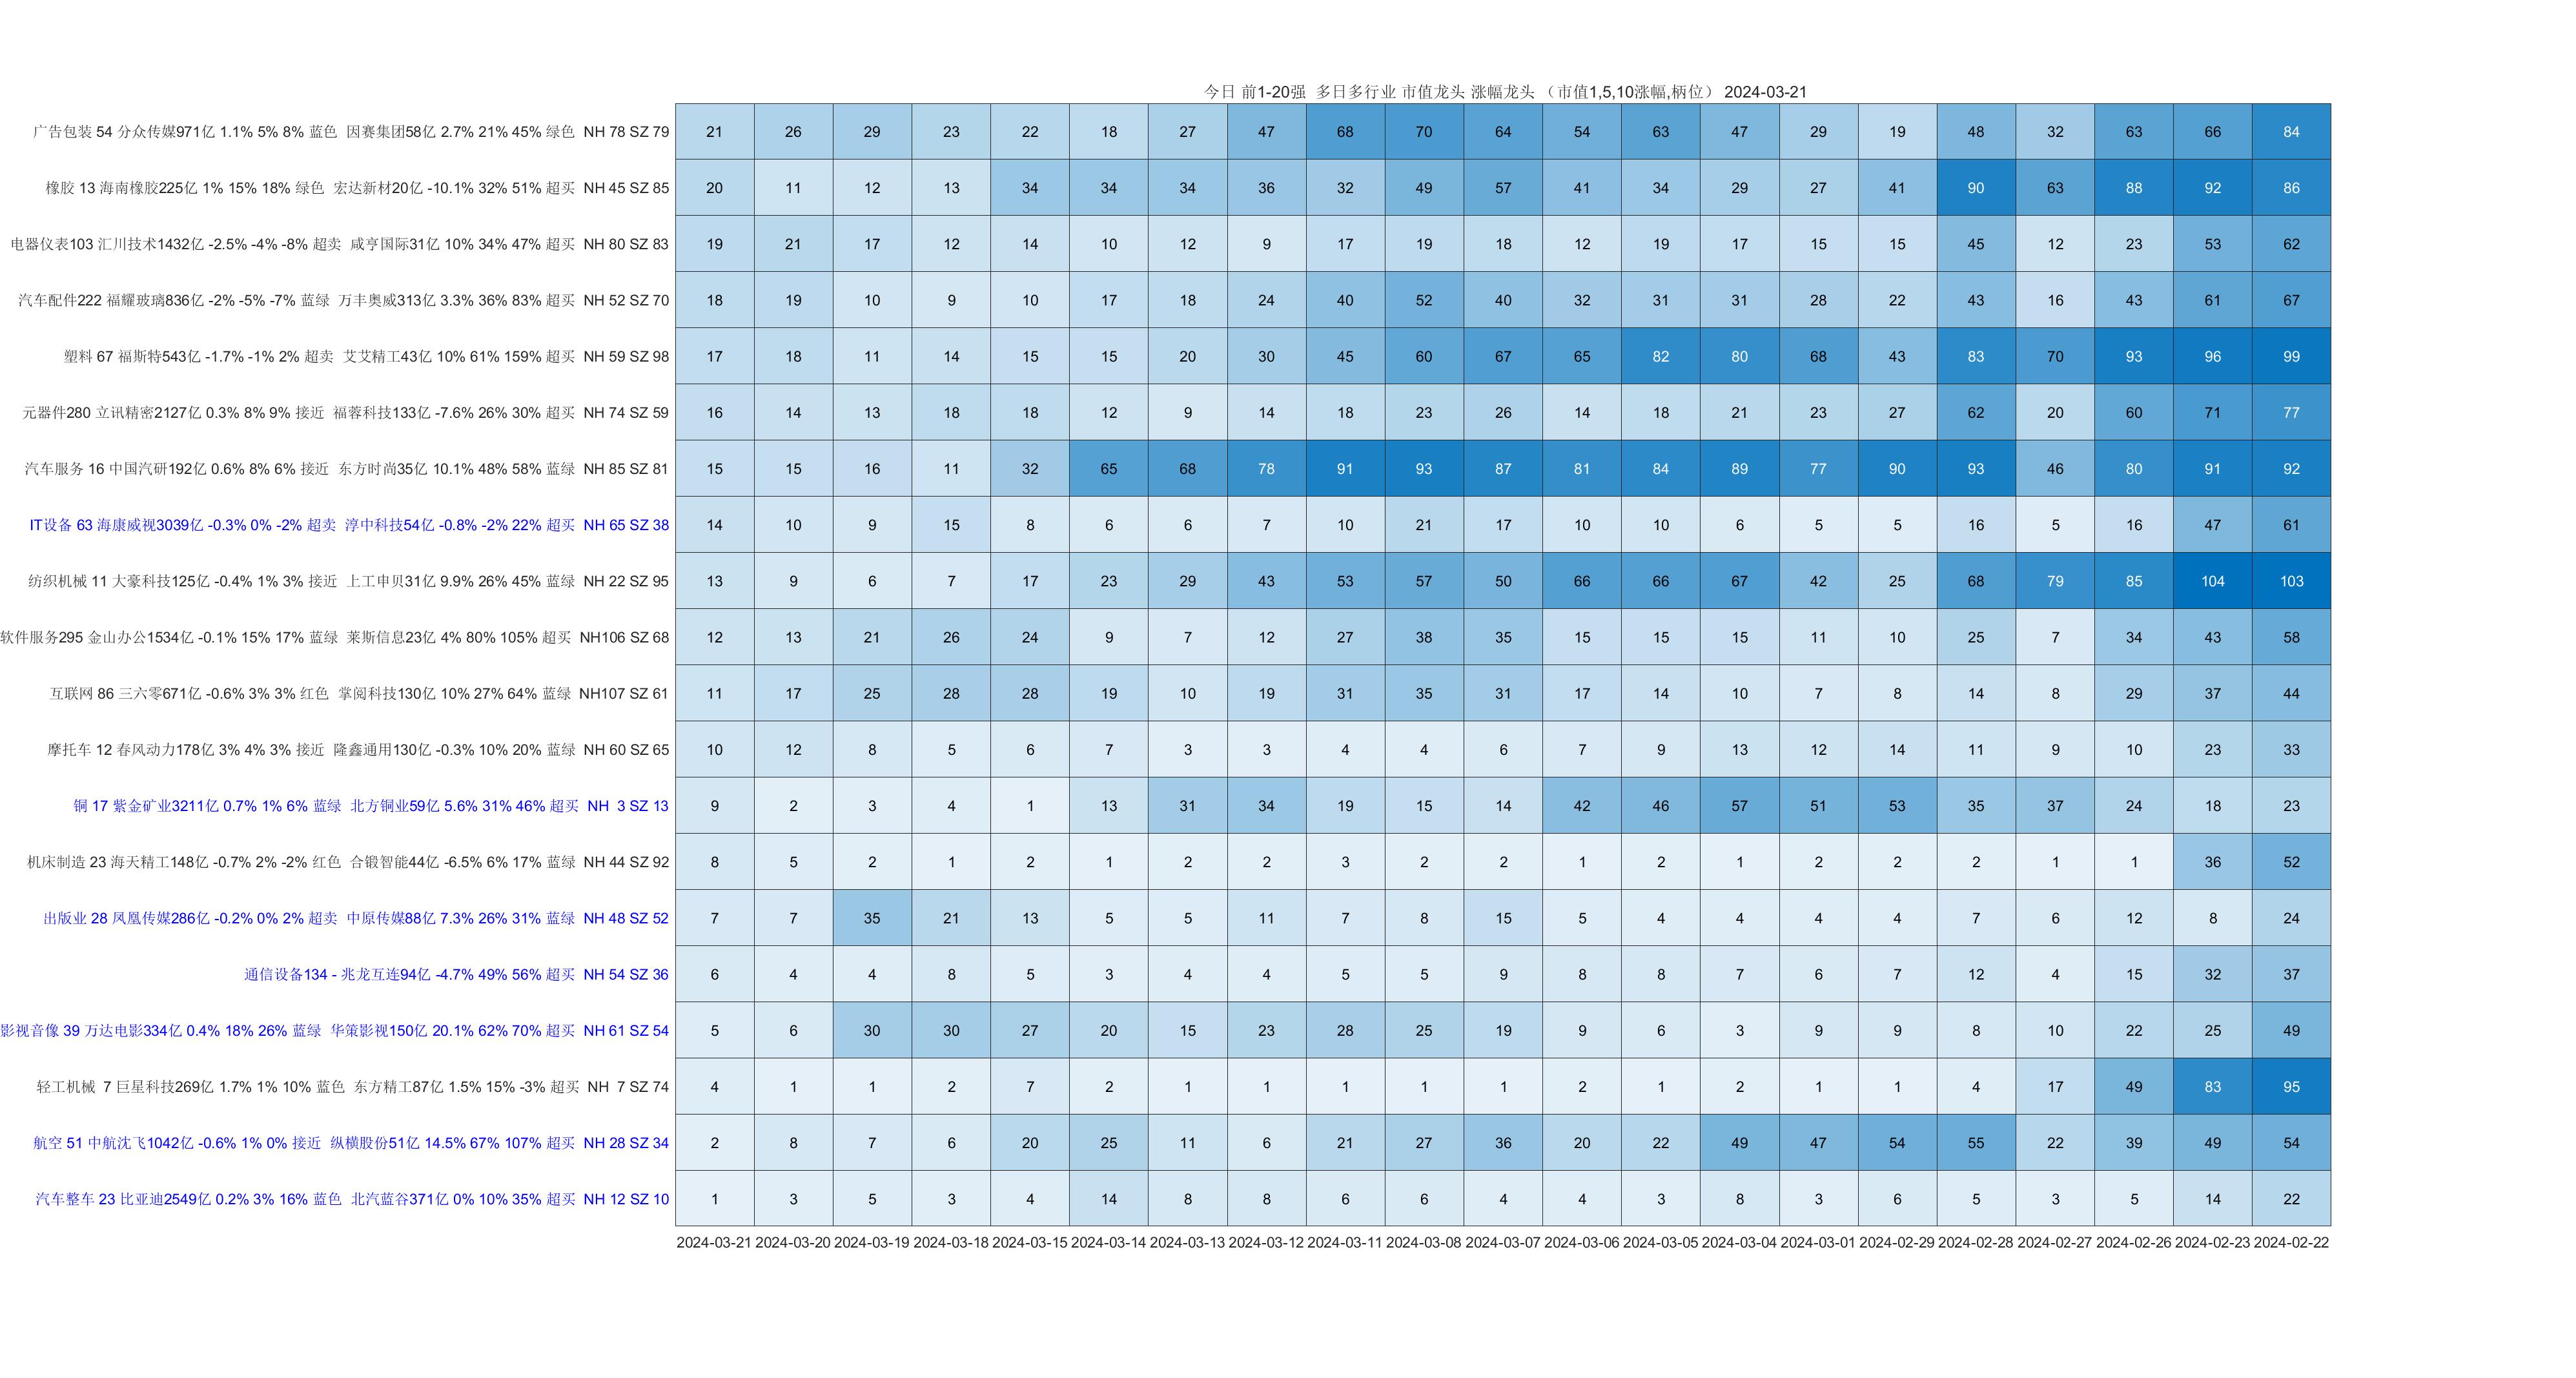 今日 前1-20强 多日多行业 市值龙头 涨幅龙头 （市值1,5,10涨幅,柄位） 2024-03-21
广告包装 54 分众传媒971亿 1.1% 5% 8% 蓝色 因赛集团58亿 2.7% 21% 45% 绿色 NH 78 SZ 79 21 26 29 23 22 18 27 47 68 70 64 54 63 47 29 19 48 32 63 66 84
橡胶 13 海南橡胶225亿 1% 15% 18% 绿色 宏达新材20亿 -10.1% 32% 51% 超买 NH 45 SZ 85 20 11 12 13 34 34 34 36 32 49 57 41 34 29 27 41 90 63 88 92 86
电器仪表103 汇川技术1432亿 -2.5% -4% -8% 超卖 咸亨国际31亿 10% 34% 47% 超买 NH 80 SZ 83 19 21 17 12 14 10 12 9 17 19 18 12 19 17 15 15 45 12 23 53 62
汽车配件222 福耀玻璃836亿 -2% -5% -7% 蓝绿 万丰奥威313亿 3.3% 36% 83% 超买 NH 52 SZ 70 18 19 10 9 10 17 18 24 40 52 40 32 31 31 28 22 43 16 43 61 67
塑料 67 福斯特543亿 -1.7% -1% 2% 超卖 艾艾精工43亿 10% 61% 159% 超买 NH 59 SZ 98 17 18 11 14 15 15 20 30 45 60 67 65 82 80 68 43 83 70 93 96 99
元器件280 立讯精密2127亿 0.3% 8% 9% 接近 福蓉科技133亿 -7.6% 26% 30% 超买 NH 74 SZ 59 16 14 13 18 18 12 9 14 18 23 26 14 18 21 23 27 62 20 60 71 77
汽车服务 16 中国汽研192亿 0.6% 8% 6% 接近 东方时尚35亿 10.1% 48% 58% 蓝绿 NH 85 SZ 81 15 15 16 11 32 65 68 78 91 93 87 81 84 89 77 90 93 46 80 91 92
IT设备 63 海康威视3039亿 -0.3% 0% -2% 超卖 淳中科技54亿 -0.8% -2% 22% 超买 NH 65 SZ 38 14 10 9 15 8 6 6 7 10 21 17 10 10 6 5 5 16 5 16 47 61
纺织机械 11 大豪科技125亿 -0.4% 1% 3% 接近 上工申贝31亿 9.9% 26% 45% 蓝绿 NH 22 SZ 95 13 9 6 7 17 23 29 43 53 57 50 66 66 67 42 25 68 79 85 104 103
软件服务295 金山办公1534亿 -0.1% 15% 17% 蓝绿 莱斯信息23亿 4% 80% 105% 超买 NH106 SZ 68 12 13 21 26 24 9 7 12 27 38 35 15 15 15 11 10 25 7 34 43 58
互联网 86 三六零671亿 -0.6% 3% 3% 红色 掌阅科技130亿 10% 27% 64% 蓝绿 NH107 SZ 61 11 17 25 28 28 19 10 19 31 35 31 17 14 10 7 8 14 8 29 37 44
摩托车 12 春风动力178亿 3% 4% 3% 接近 隆鑫通用130亿 -0.3% 10% 20% 蓝绿 NH 60 SZ 65 10 12 8 5 6 7 3 3 4 4 6 7 9 13 12 14 11 9 10 23 33
铜 17 紫金矿业3211亿 0.7% 1% 6% 蓝绿 北方铜业59亿 5.6% 31% 46% 超买 NH 3 SZ 13 9 2 3 4 1 13 31 34 19 15 14 42 46 57 51 53 35 37 24 18 23
机床制造 23 海天精工148亿 -0.7% 2% -2% 红色 合锻智能44亿 -6.5% 6% 17% 蓝绿 NH 44 SZ 92 8 5 2 1 2 1 2 2 3 2 2 1 2 1 2 2 2 1 1 36 52
出版业 28 凤凰传媒286亿 -0.2% 0% 2% 超卖 中原传媒88亿 7.3% 26% 31% 蓝绿 NH 48 SZ 52 7 7 35 21 13 5 5 11 7 8 15 5 4 4 4 4 7 6 12 8 24
通信设备134 - 兆龙互连94亿 -4.7% 49% 56% 超买 NH 54 SZ 36 6 4 4 8 5 3 4 4 5 5 9 8 8 7 6 7 12 4 15 32 37
影视音像 39 万达电影334亿 0.4% 18% 26% 蓝绿 华策影视150亿 20.1% 62% 70% 超买 NH 61 SZ 54 5 6 30 30 27 20 15 23 28 25 19 9 6 3 9 9 8 10 22 25 49
轻工机械 7 巨星科技269亿 1.7% 1% 10% 蓝色 东方精工87亿 1.5% 15% -3% 超买 NH 7 SZ 74 4 1 1 2 7 2 1 1 1 1 1 2 1 2 1 1 4 17 49 83 95
航空 51 中航沈飞1042亿 -0.6% 1% 0% 接近 纵横股份51亿 14.5% 67% 107% 超买 NH 28 SZ 34 2 8 7 6 20 25 11 6 21 27 36 20 22 49 47 54 55 22 39 49 54
汽车整车 23 比亚迪2549亿 0.2% 3% 16% 蓝色 北汽蓝谷371亿 0% 10% 35% 超买 NH 12 SZ 10 1 3 5 3 4 14 8 8 6 6 4 4 3 8 3 6 5 3 5 14 22
2024-03-21 2024-03-20 2024-03-19 2024-03-18 2024-03-15 2024-03-14 2024-03-13 2024-03-12 2024-03-11 2024-03-08 2024-03-07 2024-03-06 2024-03-05 2024-03-04 2024-03-01 2024-02-29 2024-02-28 2024-02-27 2024-02-26 2024-02-23 2024-02-22